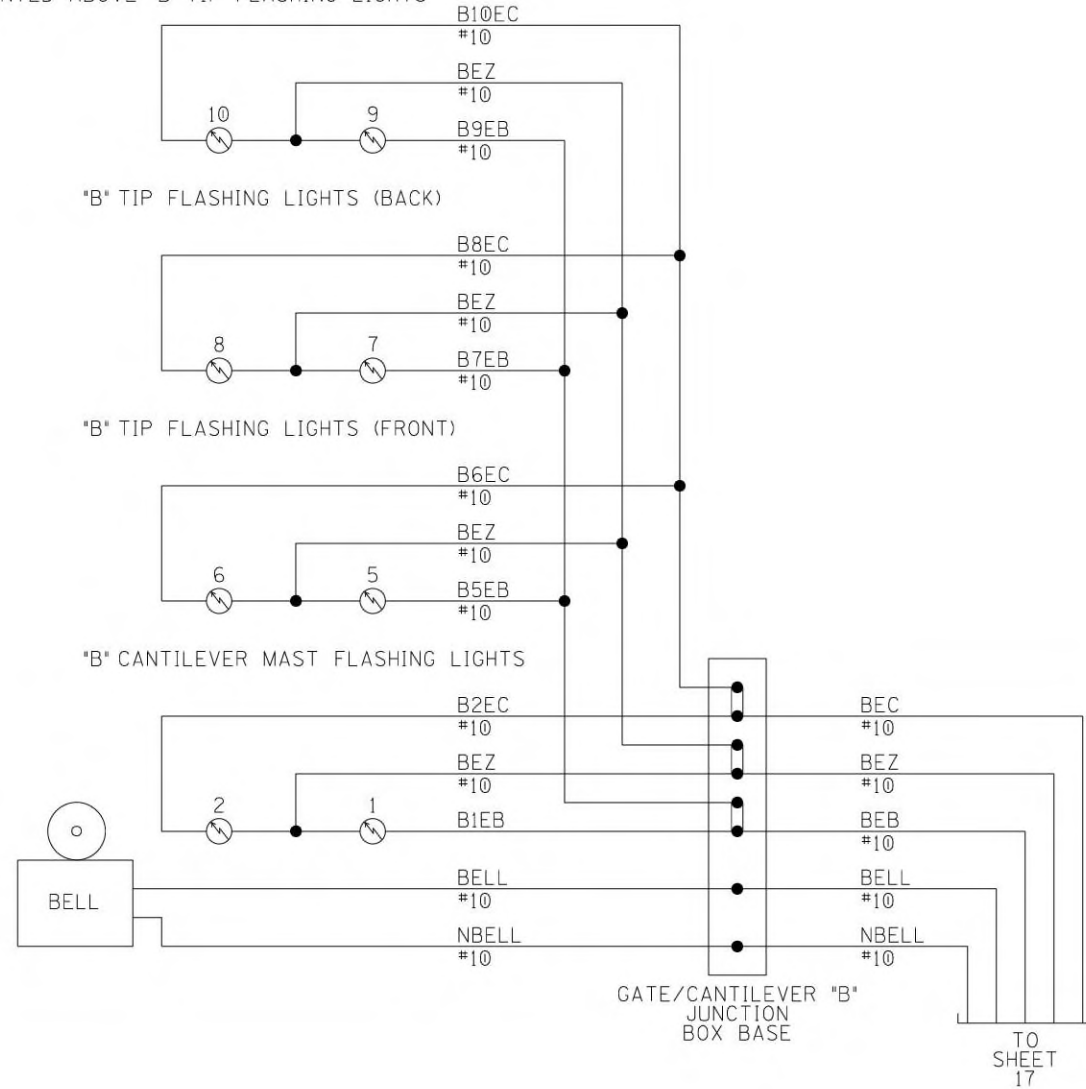 B10EC
#10
BEZ
#10
10 9
B9EB
#10
"B" TIP FLASHING LIGHTS (BACK)
B8EC
#10
BEZ
#10
8 7
B7EB
#10
"B" TIP FLASHING LIGHTS (FRONT)
B6EC
#10
BEZ
#10
6 5
B5EB
#10
"B" CANTILEVER MAST FLASHING LIGHTS
B2EC BEC
#10 #10
BEZ BEZ
#10 #10
2 1
B1EB BEB
#10
BELL
BELL BELL
#10 #10
NBELL NBELL
#10 #10
GATE/CANTILEVER "B"
JUNCTION
BOX BASE
TO
SHEET
17